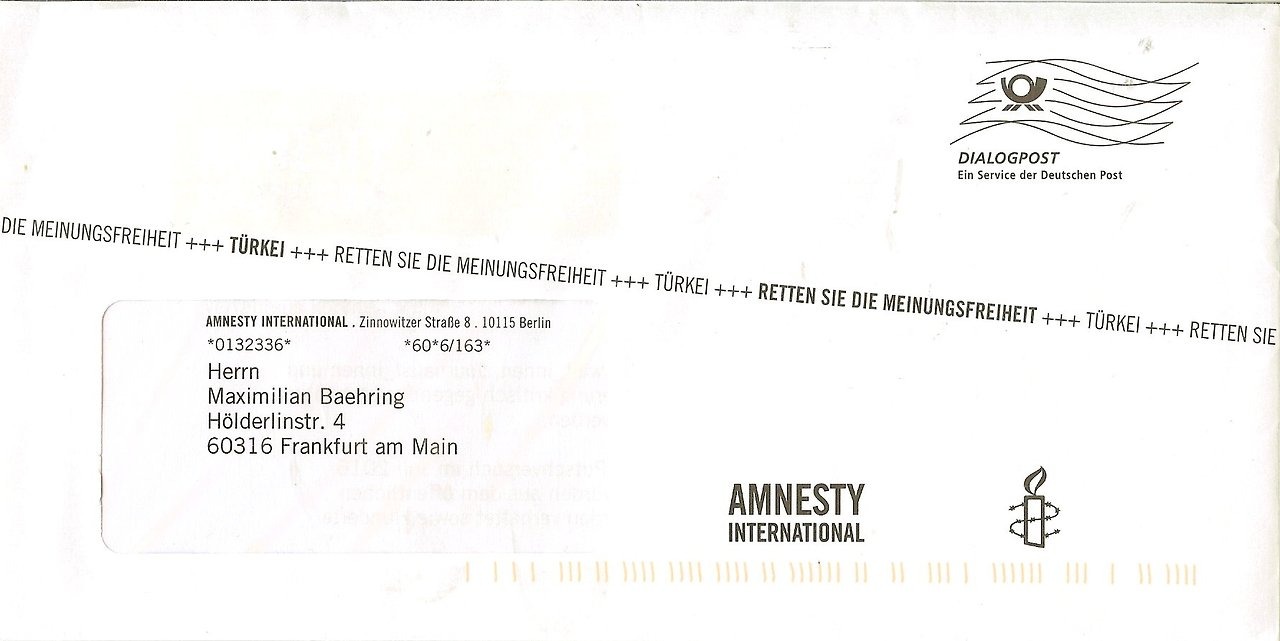 DIALOGPOST
Ein Service der Deutschen Post
DIE MEINUNGSFREIHEIT +++ TÜRKEI +++ RETTEN SIE DIE MEINUNGSFREIHEIT +++ TÜRKEI +++ RETTEN SIE DIE MEINUNGSFREIHEIT +++ TÜRKEI +++ RETTEN SIE
AMNESTY INTERNATIONAL . Zinnowitzer Straße 8 . 10115 Berlin
*0132336* *60*6/163*
Herrn
Maximilian Baehring
Hölderlinstr. 4
60316 Frankfurt am Main
AMNESTY
INTERNATIONAL